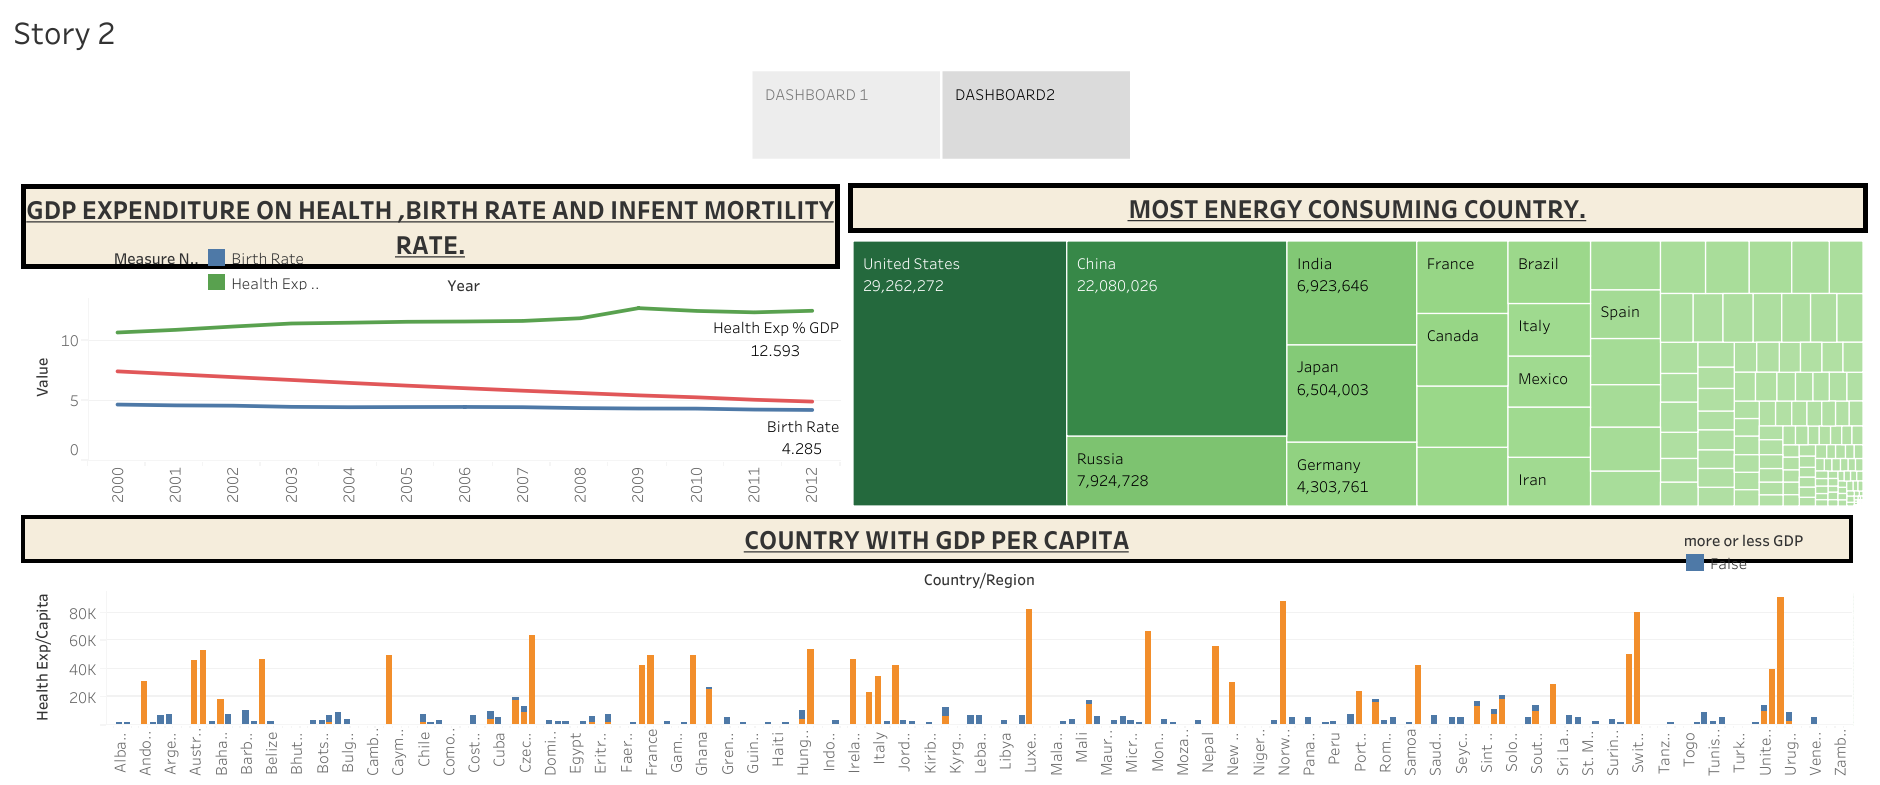 Story 2
DASHBOARD 1
DASHBOARD2
GDP EXPENDITURE ON HEALTH ,BIRTH RATE AND INFENT MORTILITY
RATE.
Measure N..
Birth Rate
Health Exp ..
Year
Value
10
5
0
Health Exp % GDP
12.593
Birth Rate
4.285
2000
2001
2002
2003
2004
2005
2006
2007
2008
2009
2010
2011
2012
MOST ENERGY CONSUMING COUNTRY.
United States
29,262,272
China
22,080,026
Russia
7,924,728
India
6,923,646
Japan
6,504,003
Germany
4,303,761
France
Canada
Brazil
Italy
Mexico
Iran
Spain
COUNTRY WITH GDP PER CAPITA
more or less GDP
False
Country/Region
Health Exp/Capita
80K
60K
40K
20K
Alba..
Ando..
Arge..
Austr..
Baha..
Barb..
Belize
Bhut..
Bots..
Bulg..
Camb..
Caym..
Chile
Como..
Cost..
Cuba
Czec..
Domi..
Egypt
Eritr..
Faer..
France
Gam..
Ghana
Gren..
Guin..
Haiti
Hung..
Indo..
Irela..
Italy
Jord..
Kirib..
Kyrg..
Leba..
Libya
Luxe..
Mala..
Mali
Maur..
Micr..
Mon..
Moza..
Nepal
New ..
Niger..
Norw..
Pana..
Peru
Port..
Rom..
Samoa
Saud..
Seyc..
Sint ..
Solo..
Sout..
Sri La..
St. M..
Surin..
Swit..
Tanz..
Togo
Tunis..
Turk..
Unite..
Urug..
Vene..
Zamb..